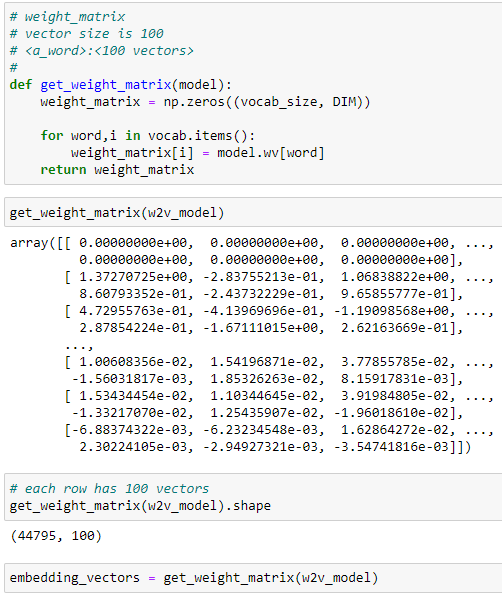 # weight_matrix
# vector size is 100
# <a_word>:<100 vectors>
#
def get_weight_matrix(model):
    weight_matrix = np.zeros((vocab_size, DIM))
    for word,i in vocab.items():
        weight_matrix[i] = model.wv[word]
    return weight_matrix
get_weight_matrix(w2v_model)
array([[ 0.00000000e+00,  0.00000000e+00,  0.00000000e+00, ...,
         0.00000000e+00,  0.00000000e+00,  0.00000000e+00],
       [ 1.37270725e+00, -2.83755213e-01,  1.06838822e+00, ...,
         8.60793352e-01, -2.43732229e-01,  9.65855777e-01],
       [ 4.72955763e-01, -4.13969696e-01, -1.19098568e+00, ...,
         2.87854224e-01, -1.67111015e+00,  2.62163669e-01],
       ...,
       [ 1.00608356e-02,  1.54196871e-02,  3.77855785e-02, ...,
        -1.56031817e-03,  1.85326263e-02,  8.15917831e-03],
       [ 1.53434454e-02,  1.10344645e-02,  3.91984805e-02, ...,
        -1.33217070e-02,  1.25435907e-02, -1.96018610e-02],
       [-6.88374322e-03, -6.23234548e-03,  1.62864272e-02, ...,
         2.30224105e-03, -2.94927321e-03, -3.54741816e-03]])
# each row has 100 vectors
get_weight_matrix(w2v_model).shape
(44795, 100)
embedding_vectors = get_weight_matrix(w2v_model)